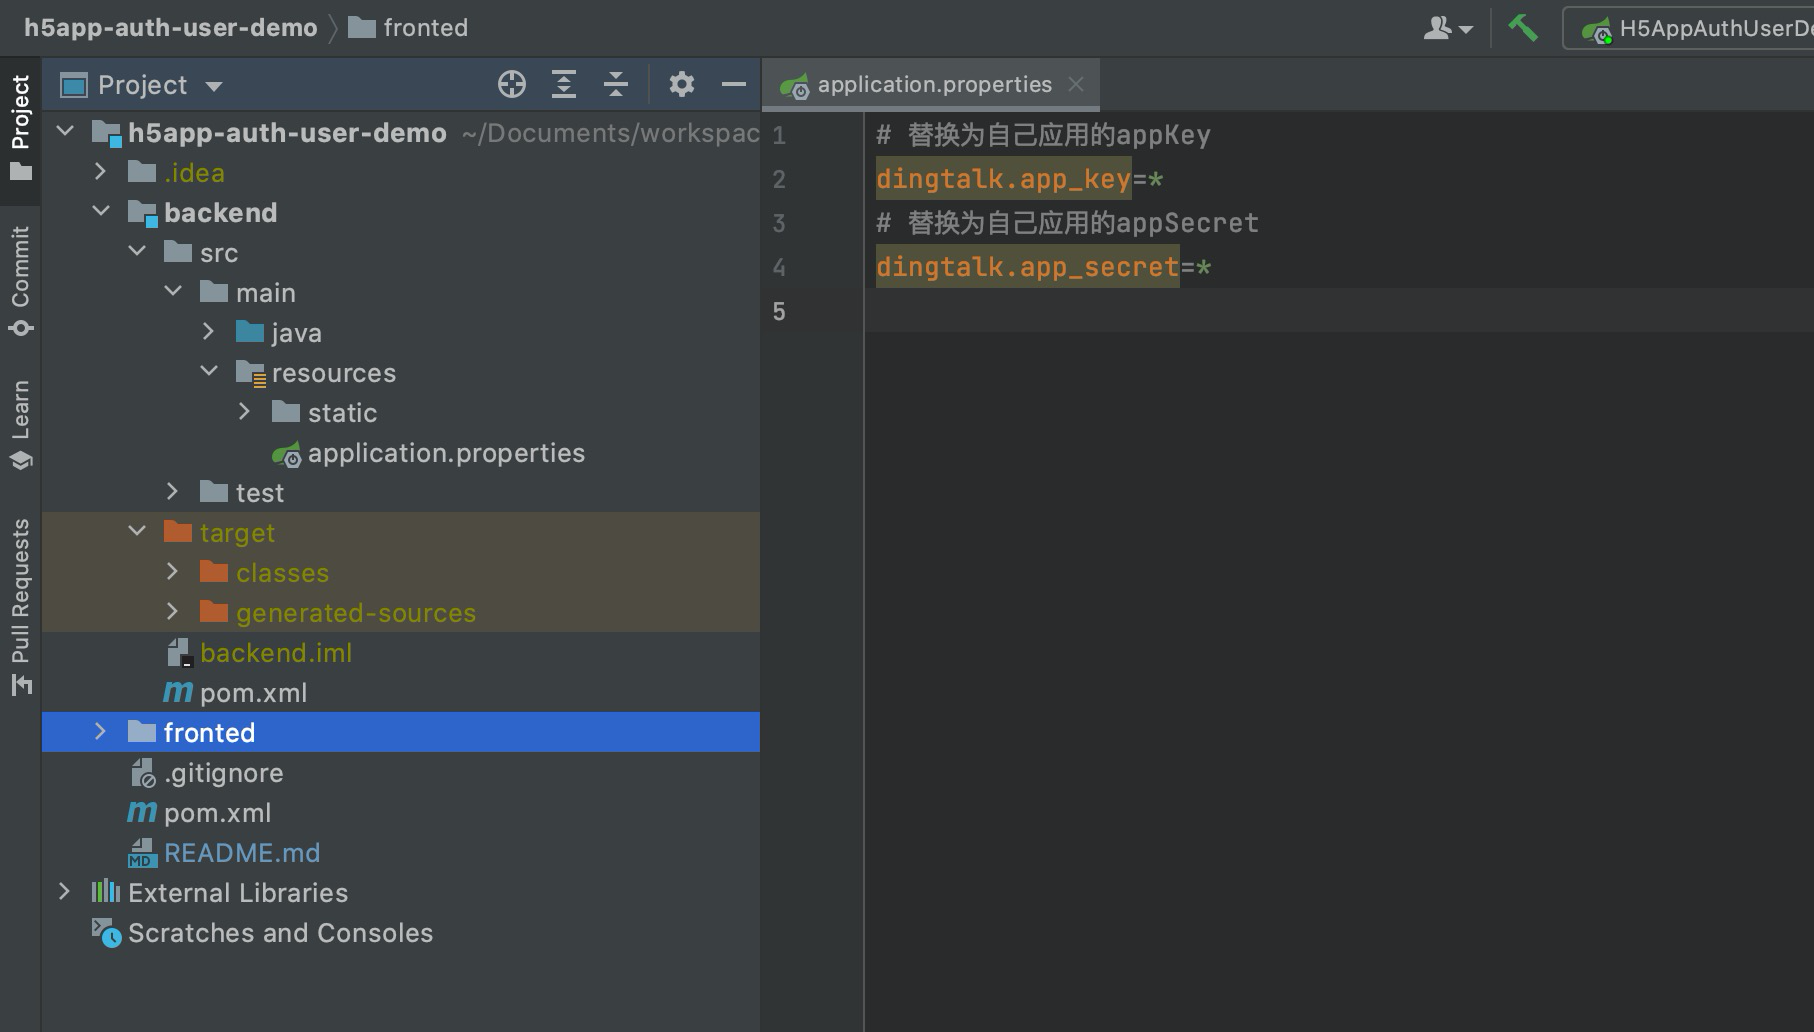 h5app-auth-user-demo fronted
H5AppAuthUserDe
Project
Commit
Learn
Pull Requests
Project
h5app-auth-user-demo ~/Documents/workspac
.idea
backend
src
main
java
resources
static
application.properties
test
target
classes
generated-sources
backend.iml
pom.xml
fronted
.gitignore
pom.xml
MD README.md
External Libraries
Scratches and Consoles
application.properties
1 # 替换为自己应用的appKey
2 dingtalk.app_key=*
3 # 替换为自己应用的appSecret
4 dingtalk.app_secret=*
5